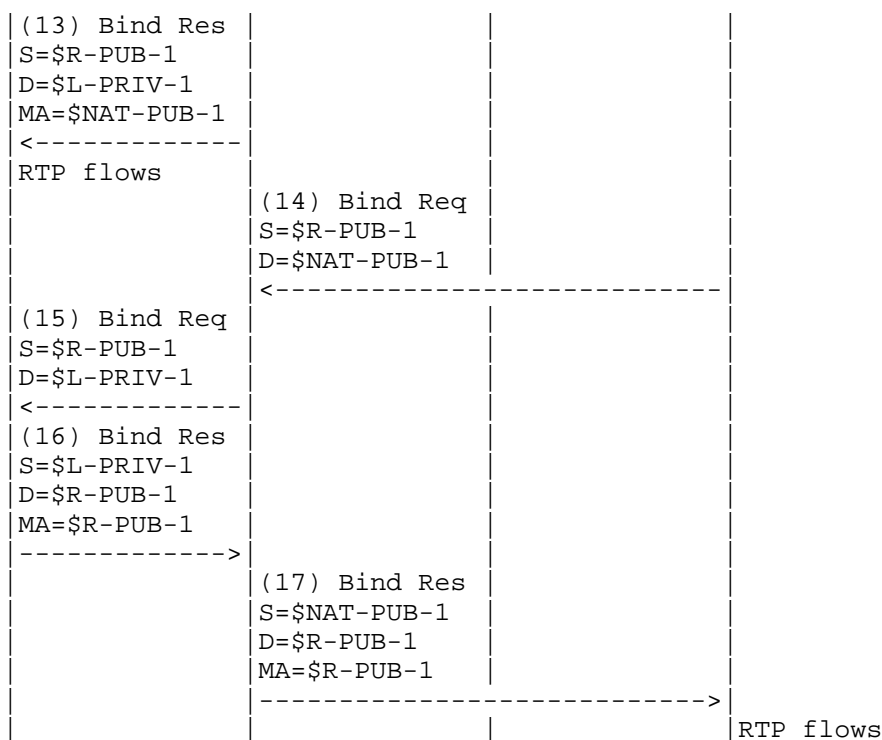 |(13) Bind Res |             |             |
|S=$R-PUB-1    |             |             |
|D=$L-PRIV-1   |             |             |
|MA=$NAT-PUB-1 |             |             |
|<-------------|             |             |
|RTP flows     |             |             |
|              |(14) Bind Req |             |
|              |S=$R-PUB-1   |             |
|              |D=$NAT-PUB-1 |             |
|              |<---------------------------|
|(15) Bind Req |             |             |
|S=$R-PUB-1    |             |             |
|D=$L-PRIV-1   |             |             |
|<-------------|             |             |
|(16) Bind Res |             |             |
|S=$L-PRIV-1   |             |             |
|D=$R-PUB-1    |             |             |
|MA=$R-PUB-1   |             |             |
|------------->|             |             |
|              |(17) Bind Res |             |
|              |S=$NAT-PUB-1 |             |
|              |D=$R-PUB-1   |             |
|              |MA=$R-PUB-1  |             |
|              |--------------------------->|
|              |             |             |RTP flows